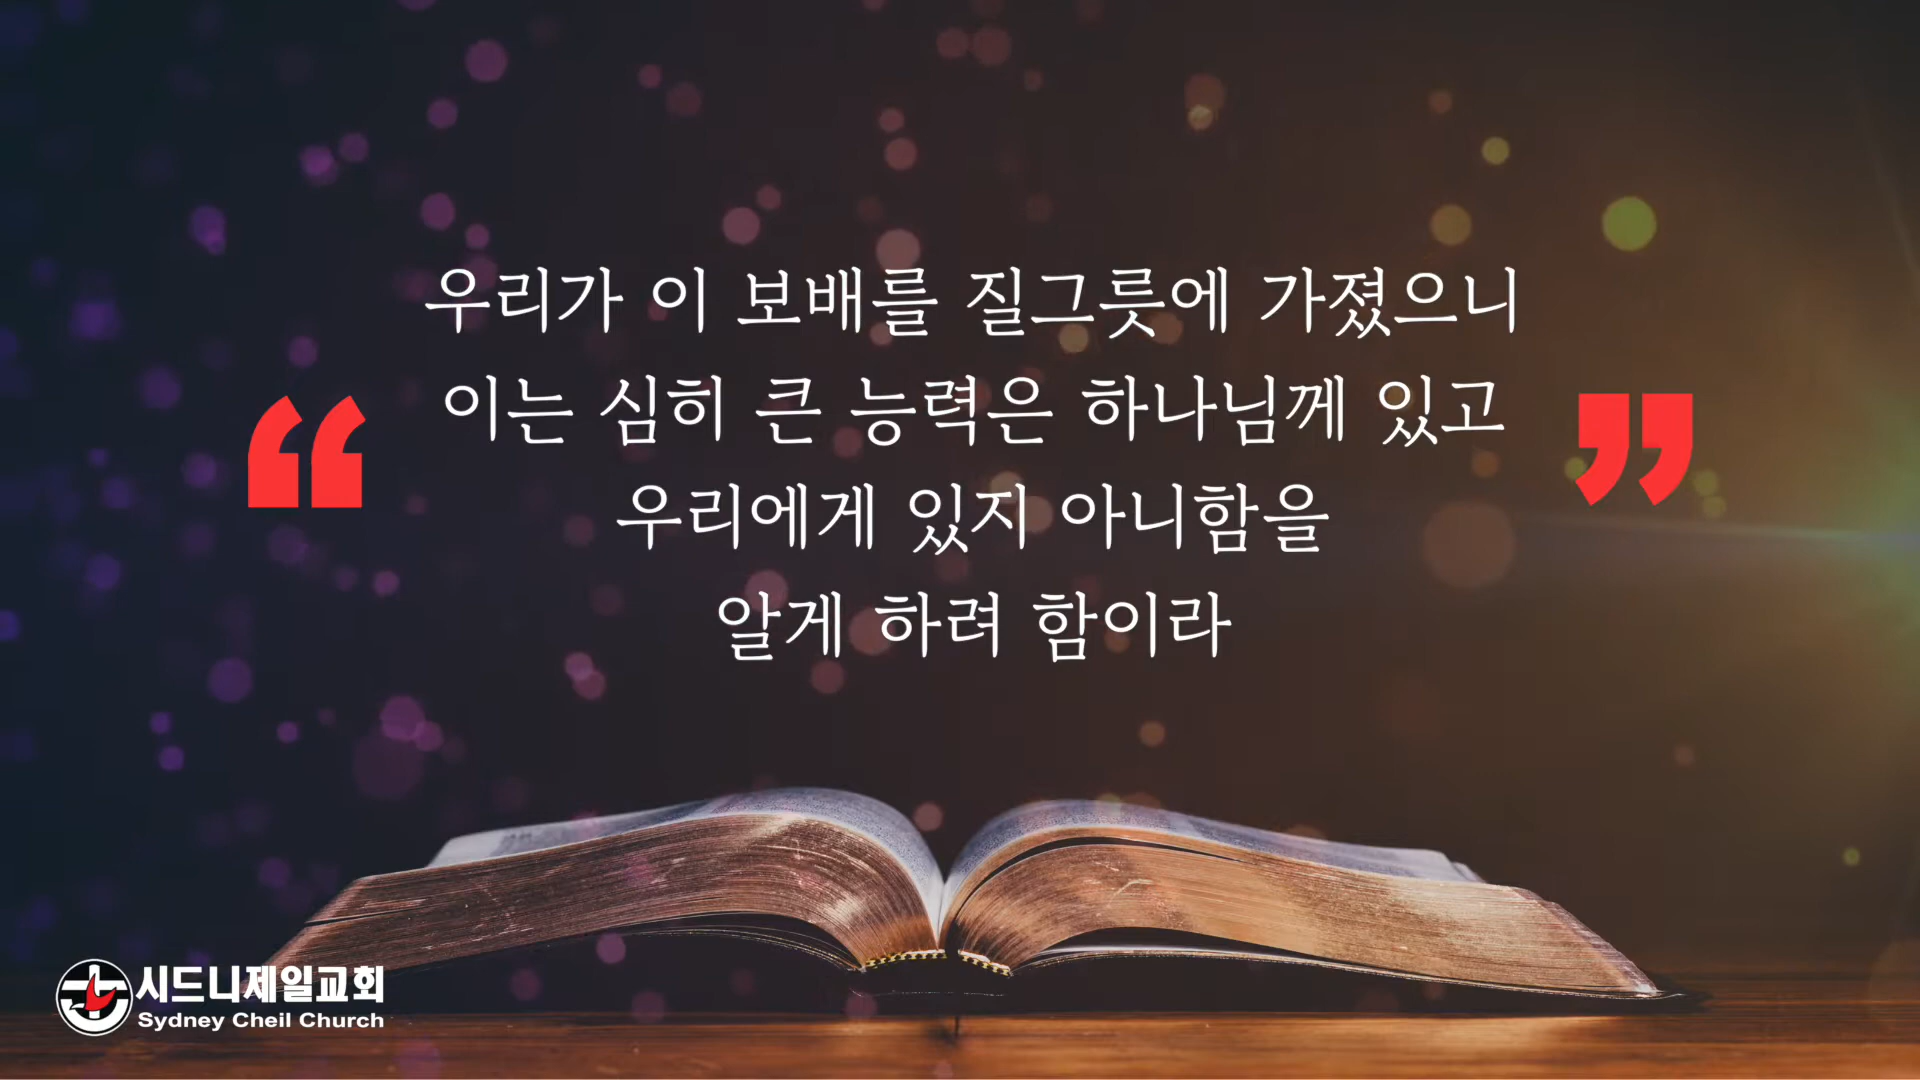 우리가 이 보배를 질그릇에 가졌으니
“ 이는 심히 큰 능력은 하나님께 있고 ”
우리에게 있지 아니함을
알게 하려 함이라
시드니제일교회
Sydney Cheil Church